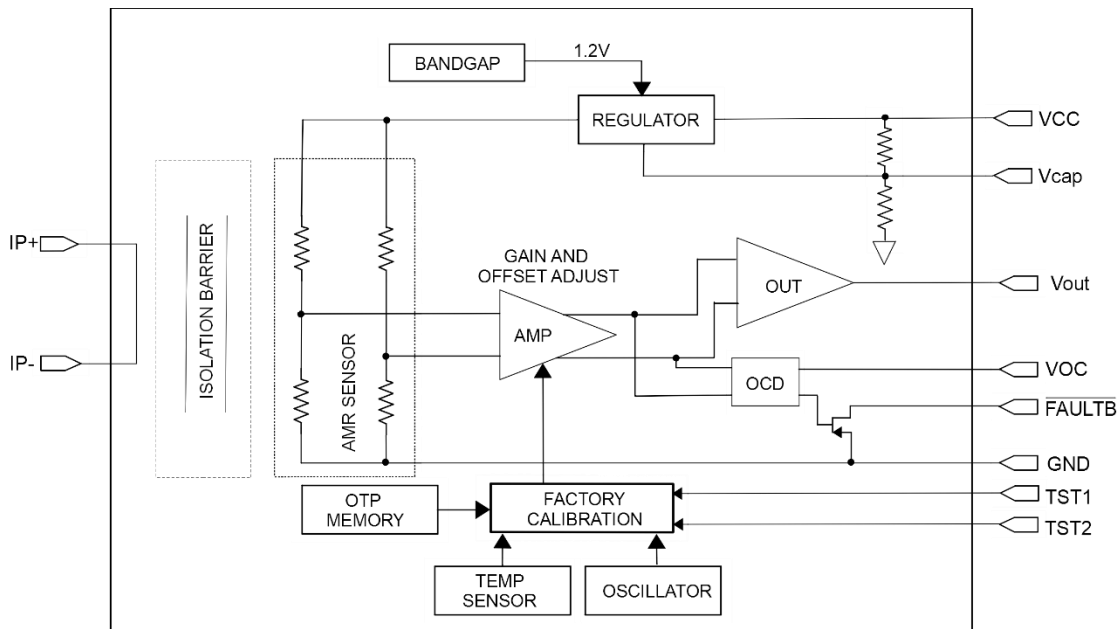 1.2V
BANDGAP
REGULATOR
VCC
Vcap
IP+
IP-
ISOLATION BARRIER
AMR SENSOR
GAIN AND
OFFSET ADJUST
AMP
OUT
Vout
OCD
VOC
FAULTB
GND
OTP
MEMORY
FACTORY
CALIBRATION
TST1
TST2
TEMP
SENSOR
OSCILLATOR